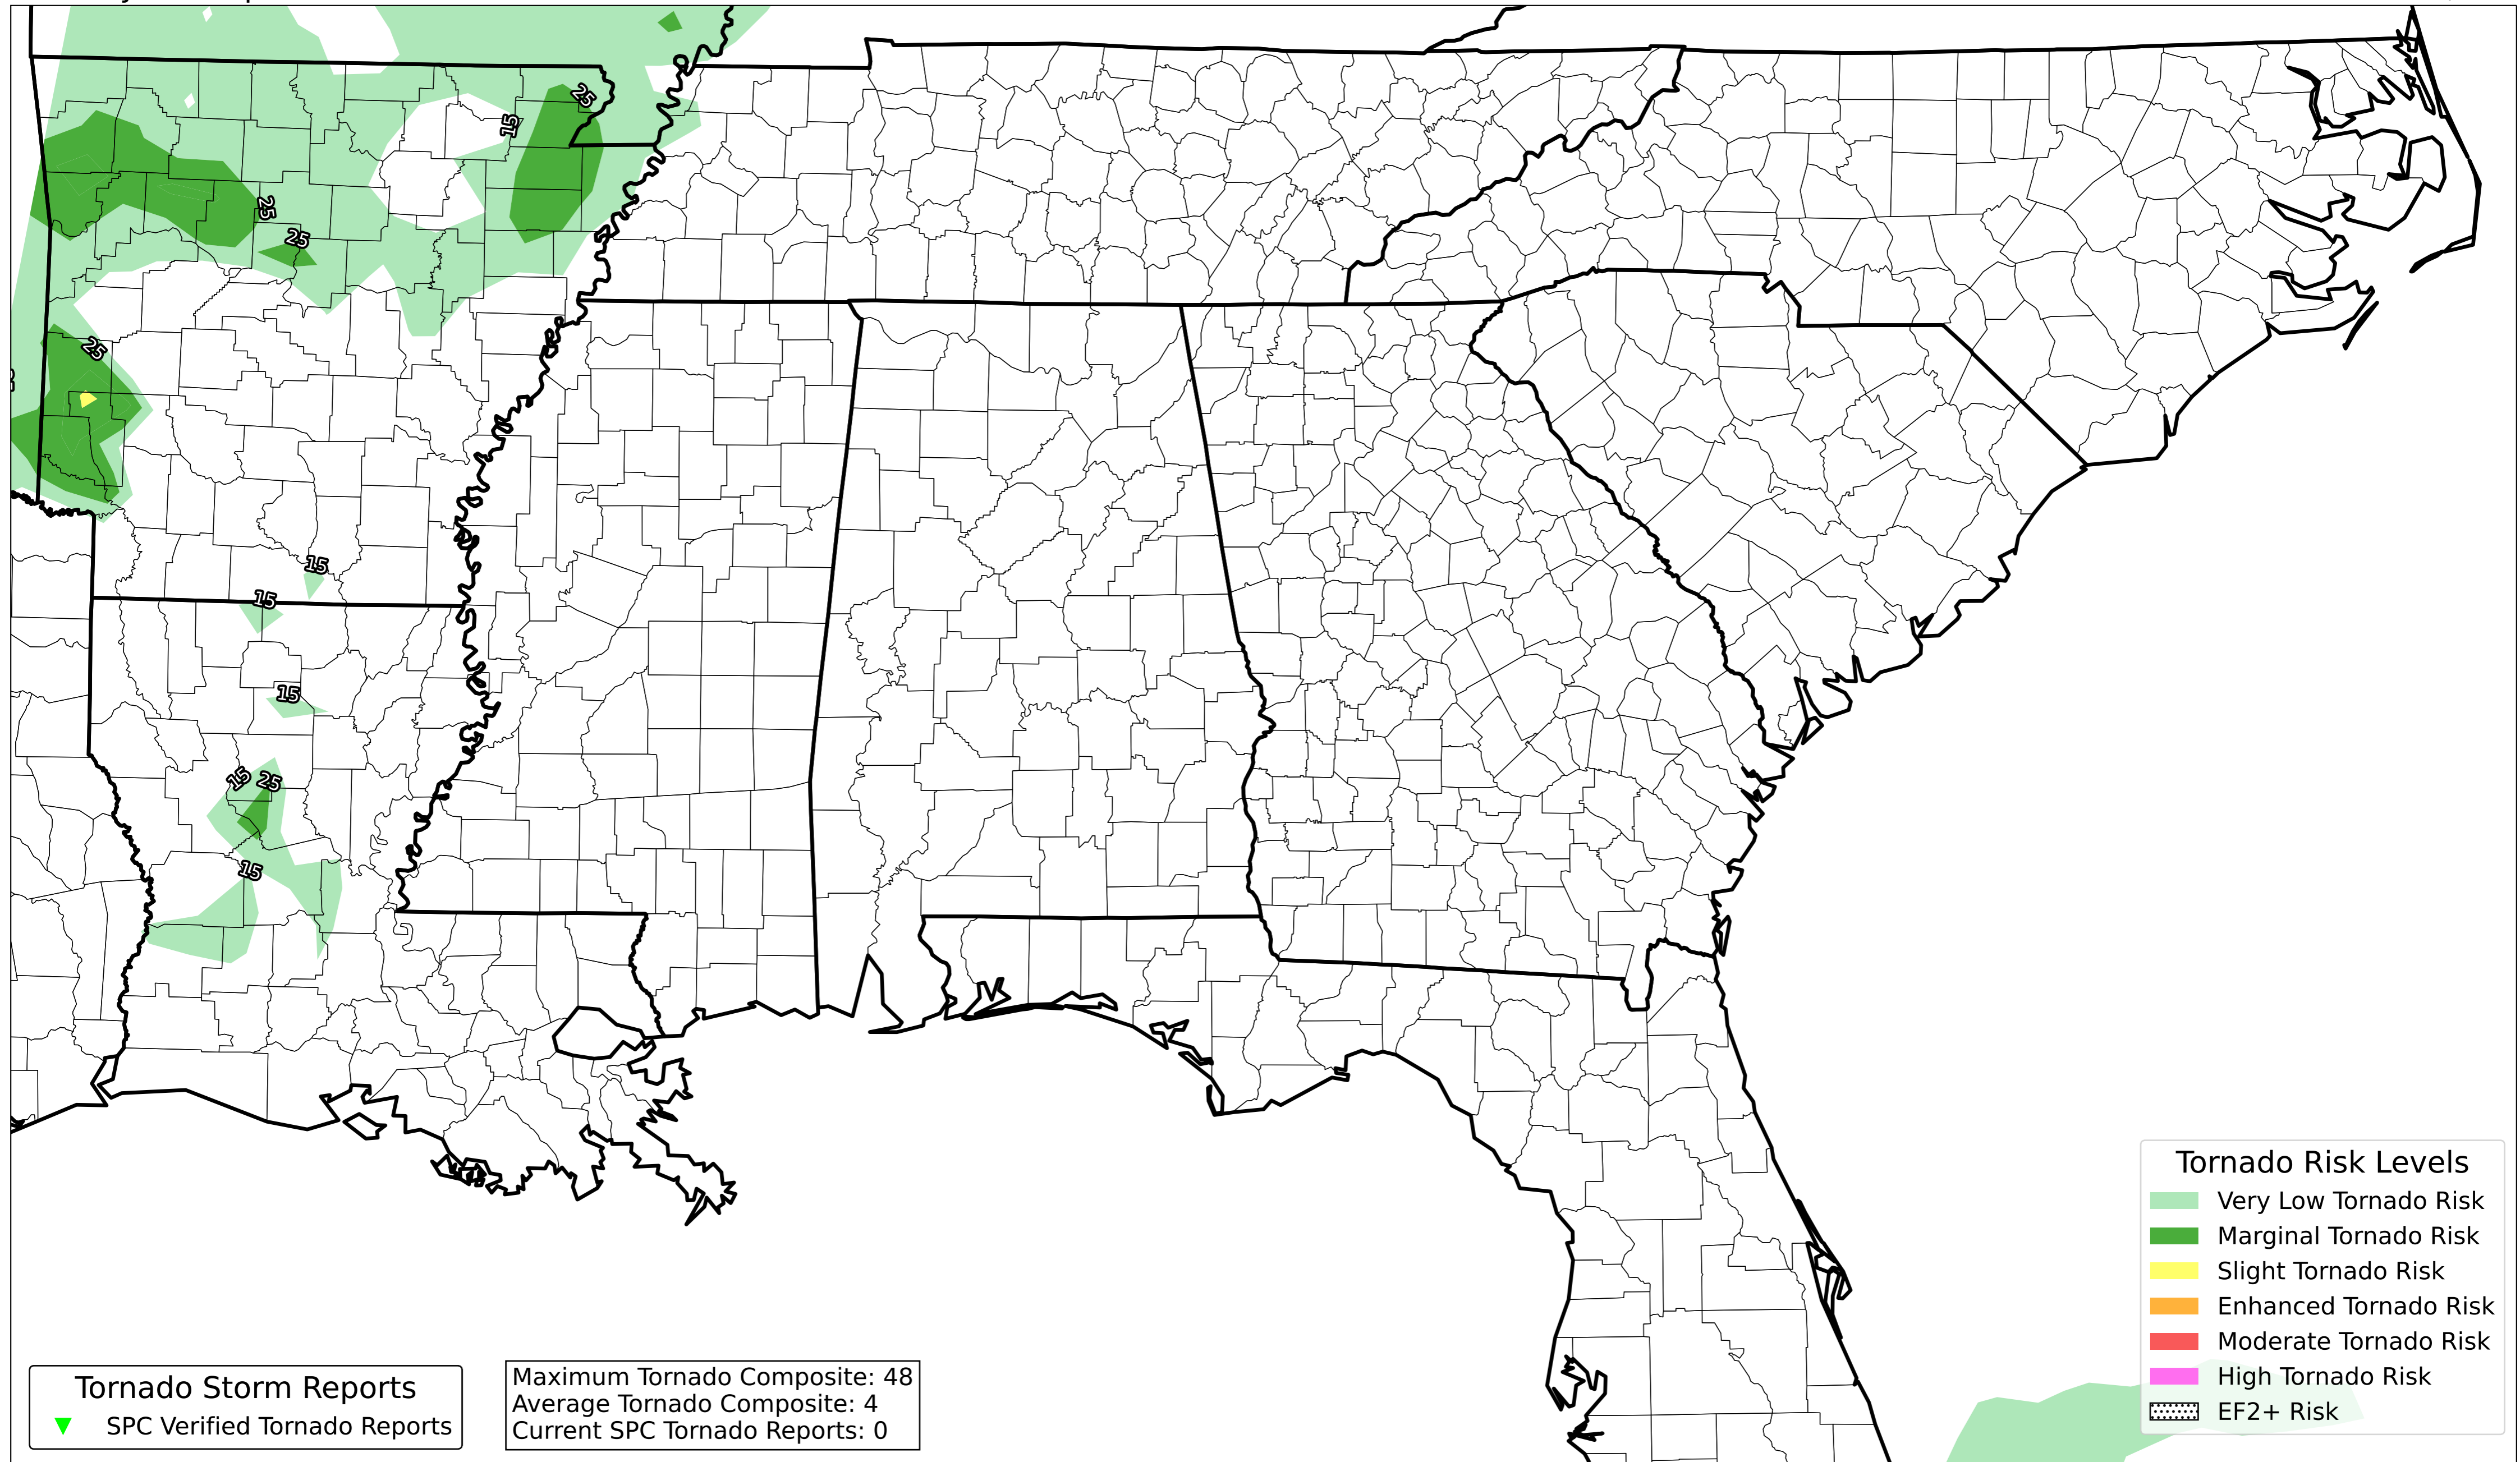 25
15
25
25
25
15
15
15
15
25
15
Tornado Risk Levels
Very Low Tornado Risk
Marginal Tornado Risk
Slight Tornado Risk
Enhanced Tornado Risk
Moderate Tornado Risk
High Tornado Risk
EF2+ Risk
Tornado Storm Reports
SPC Verified Tornado Reports
Maximum Tornado Composite: 48
Average Tornado Composite: 4
Current SPC Tornado Reports: 0